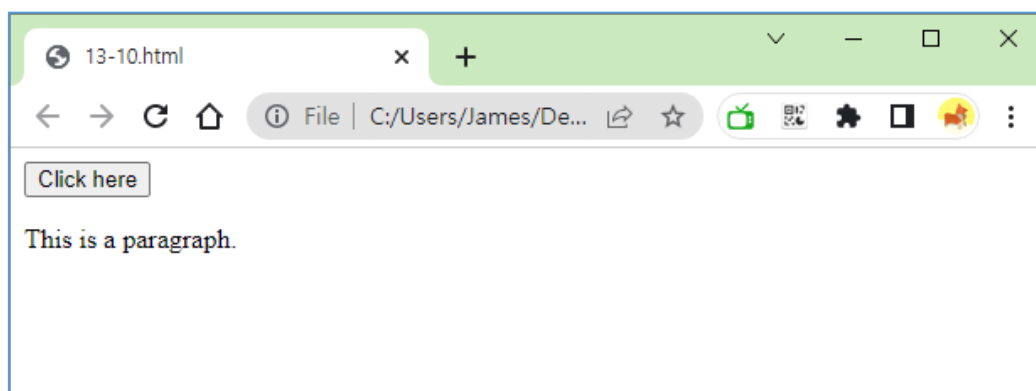 13-10.html
File | C:/Users/James/De...
Click here
This is a paragraph.